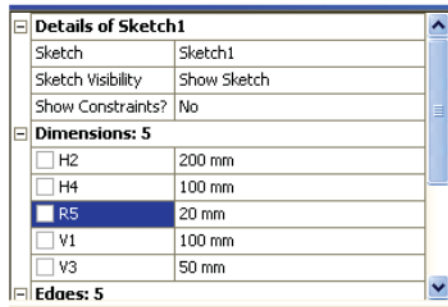 Details of Sketch1
Sketch Sketch1
Sketch Visibility Show Sketch
Show Constraints? No
Dimensions: 5
H2 200 mm
H4 100 mm
R5 20 mm
V1 100 mm
V3 50 mm
Edges: 5